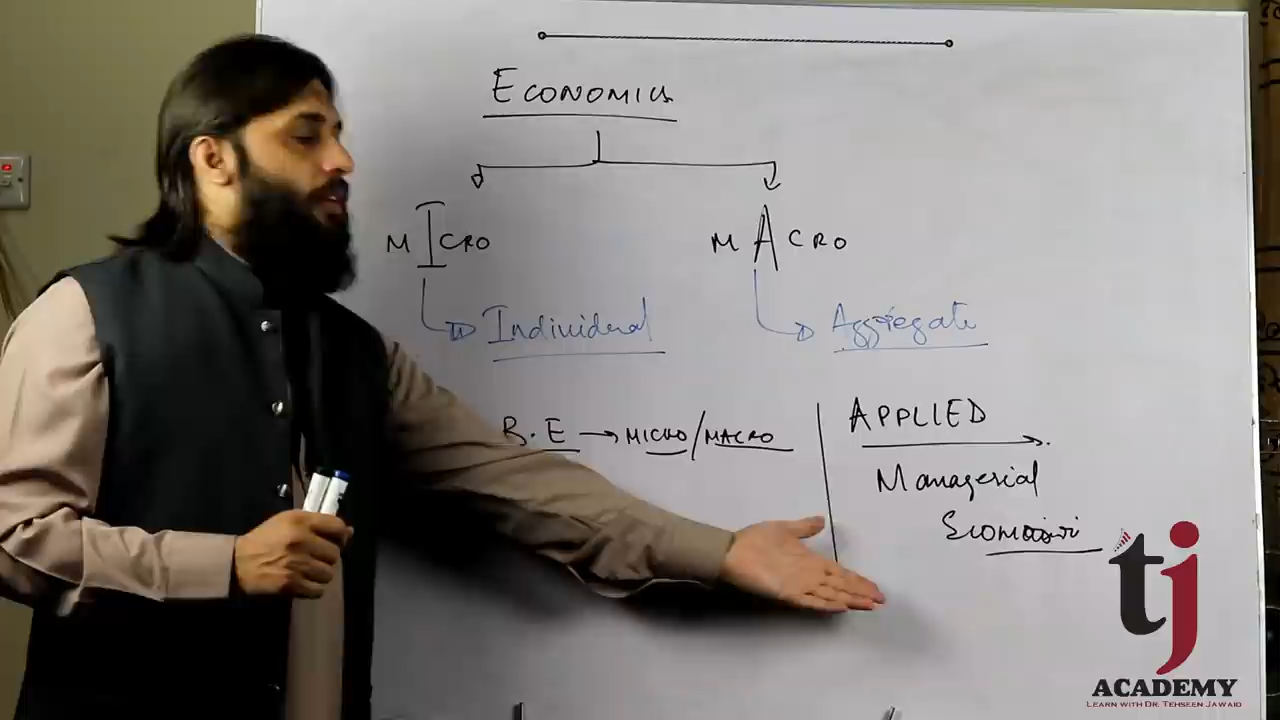 ECONOMICS
MICRO
MACRO
Individual
Aggregate
B.E → MICRO/MACRO
APPLIED
Managerial
Economics
tj
ACADEMY
LEARN WITH DR. TEHSEEN JAWAID